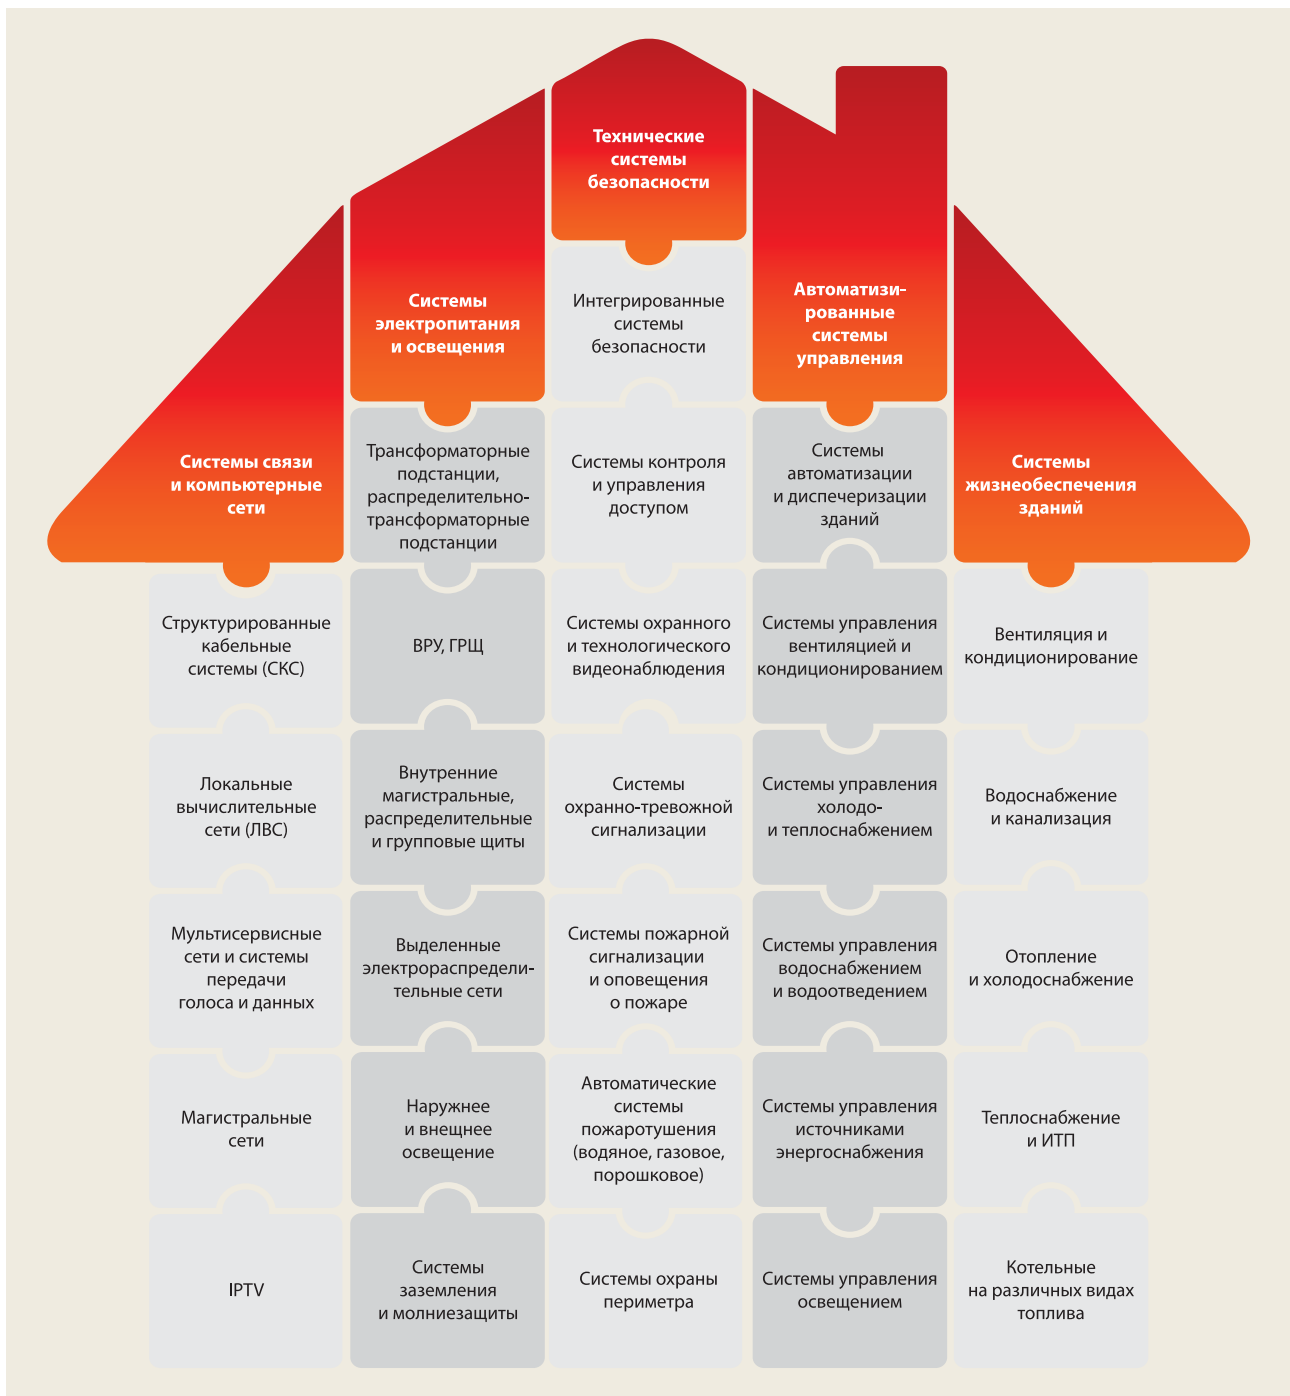 Технические
системы
безопасности
Системы
электропитания
и освещения
Автоматизи-
рованные
системы
управления
Системы связи
и компьютерные
сети
Системы
жизнеобеспечения
зданий
Структурированные
кабельные
системы (СКС)
Локальные
вычислительные
сети (ЛВС)
Мультисервисные
сети и системы
передачи
голоса и данных
Магистральные
сети
IPTV
Трансформаторные
подстанции,
распределительно-
трансформаторные
подстанции
ВРУ, ГРЩ
Внутренние
магистральные,
распределительные
и групповые щиты
Выделенные
электрораспредели-
тельные сети
Наружнее
и внещнее
освещение
Системы
заземления
и молниезащиты
Интегрированные
системы
безопасности
Системы контроля
и управления
доступом
Системы охранного
и технологического
видеонаблюдения
Системы
охранно-тревожной
сигнализации
Системы пожарной
сигнализации
и оповещения
о пожаре
Автоматические
системы
пожаротушения
(водяное, газовое,
порошковое)
Системы охраны
периметра
Системы
автоматизации
и диспечеризации
зданий
Системы управления
вентиляцией и
кондиционированием
Системы управления
холодо-
и теплоснабжением
Системы управления
водоснабжением
и водоотведением
Системы управления
источниками
энергоснабжения
Системы управления
освещением
Вентиляция и
кондиционирование
Водоснабжение
и канализация
Отопление
и холодоснабжение
Теплоснабжение
и ИТП
Котельные
на различных видах
топлива